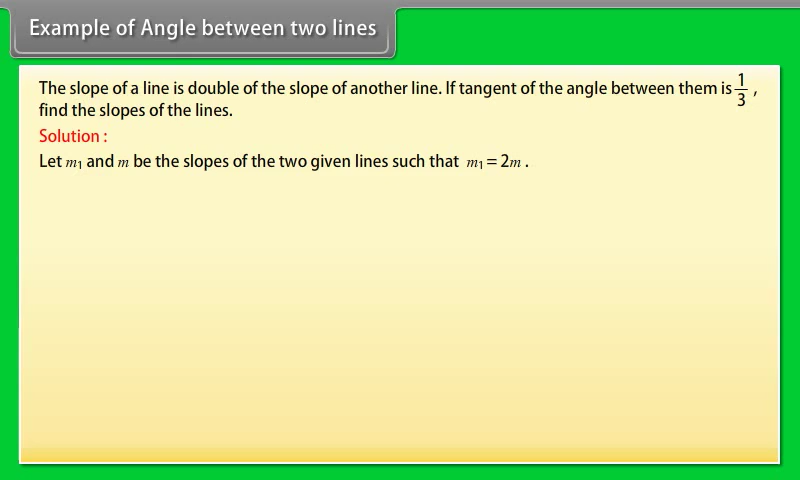 Example of Angle between two lines
The slope of a line is double of the slope of another line. If tangent of the angle between them is 1/3 ,
find the slopes of the lines.
Solution :
Let m₁ and m be the slopes of the two given lines such that m₁ = 2m .